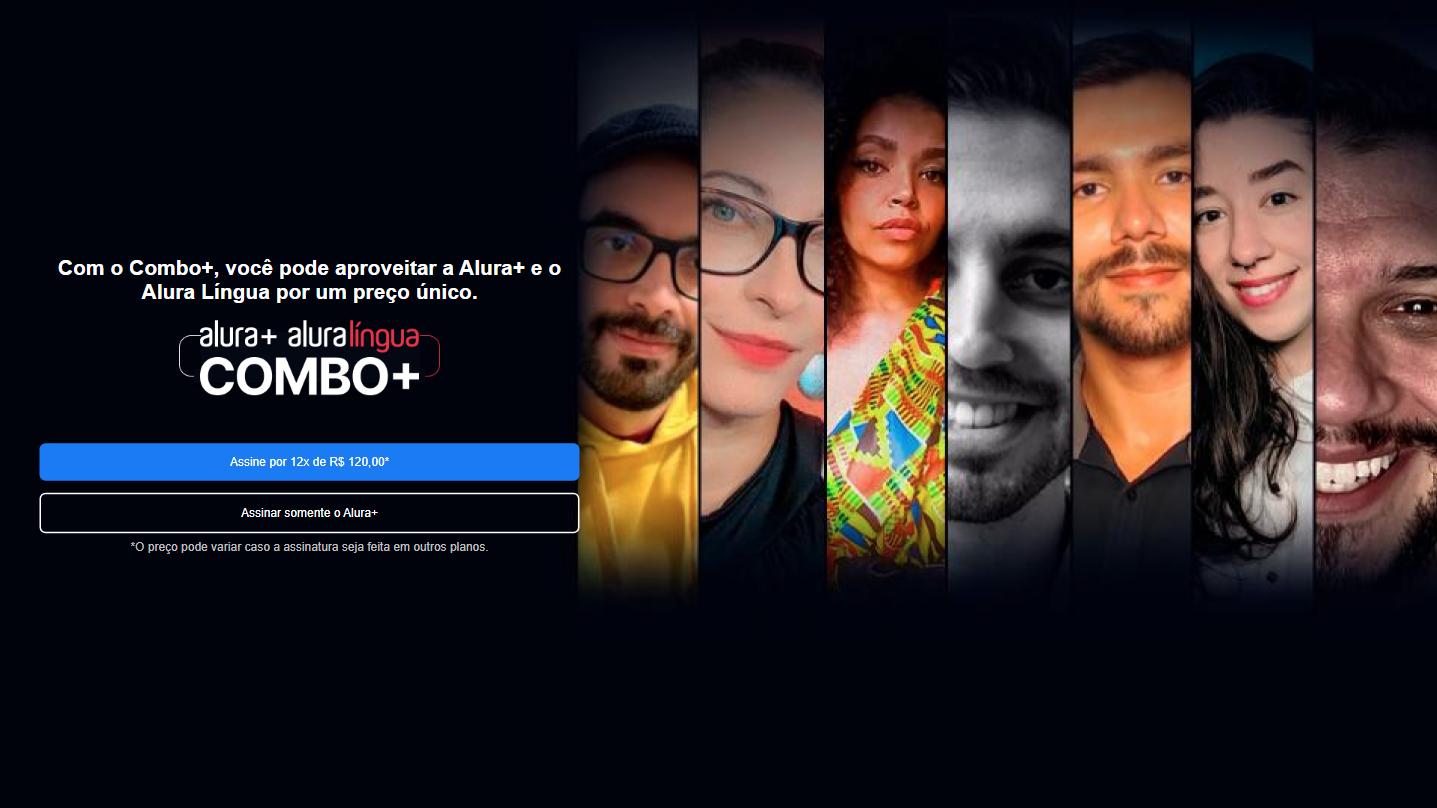 Com o Combo+, você pode aproveitar a Alura+ e o
Alura Língua por um preço único.
alura+ aluralíngua
COMBO+
Assine por 12x de R$ 120,00*
Assinar somente o Alura+
*O preço pode variar caso a assinatura seja feita em outros planos.